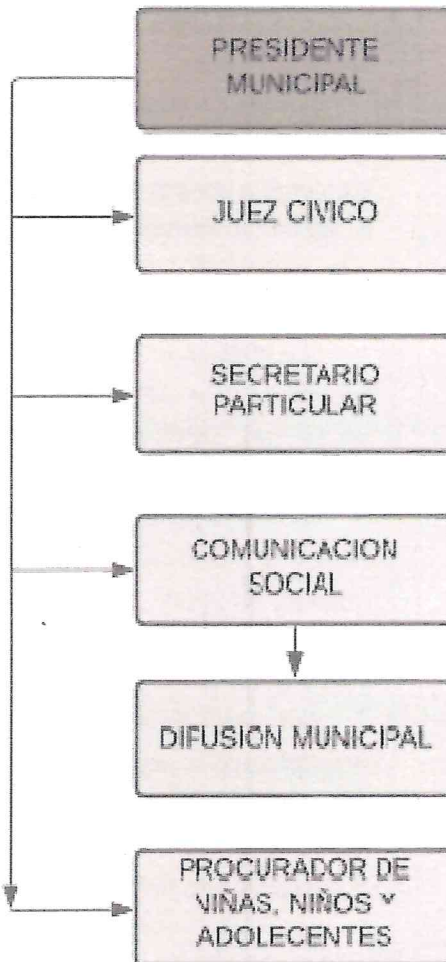 PRESIDENTE
MUNICIPAL
JUEZ CIVICO
SECRETARIO
PARTICULAR
COMUNICACION
SOCIAL
DIFUSION MUNICIPAL
PROCURADOR DE
NIÑAS, NIÑOS Y
ADOLECENTES